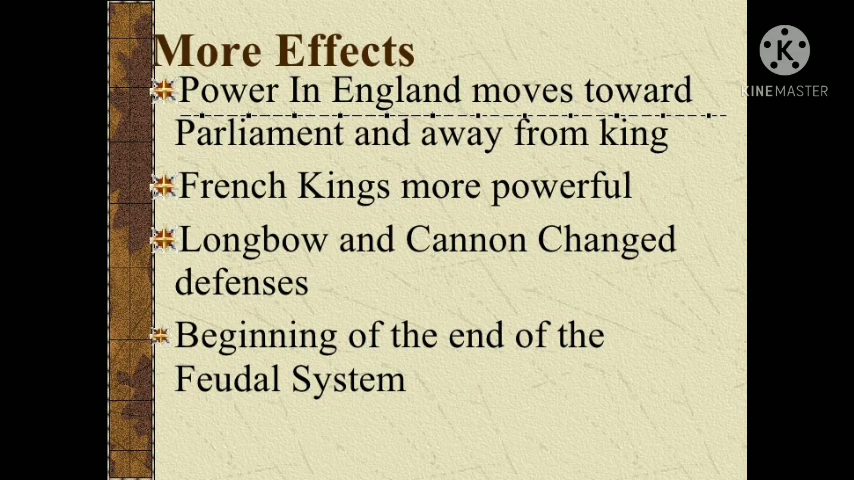 More Effects
Power In England moves toward
Parliament and away from king
French Kings more powerful
Longbow and Cannon Changed
defenses
Beginning of the end of the
Feudal System
K
KINEMASTER